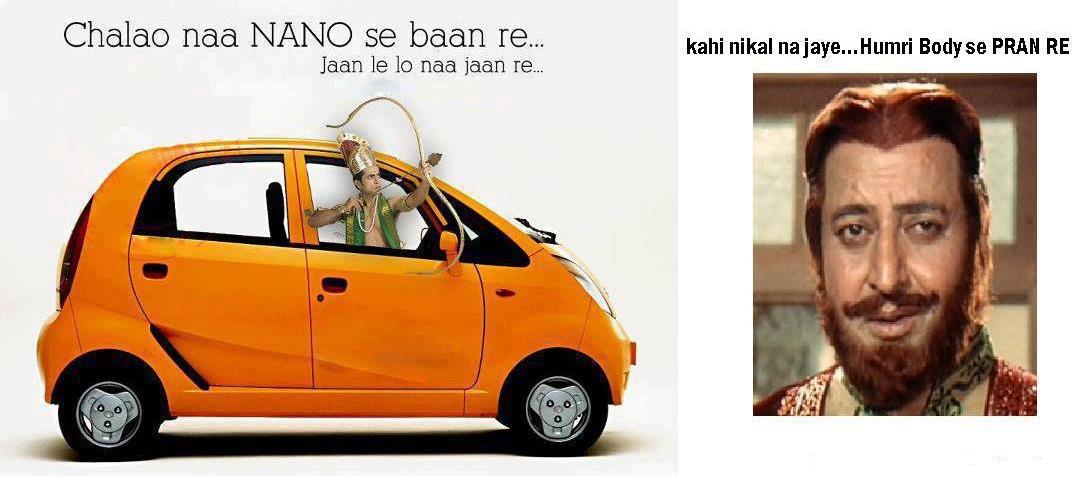 Chalao naa NANO se baan re...
Jaan le lo naa jaan re...
kahi nikal na jaye...Humri Body se PRAN RE